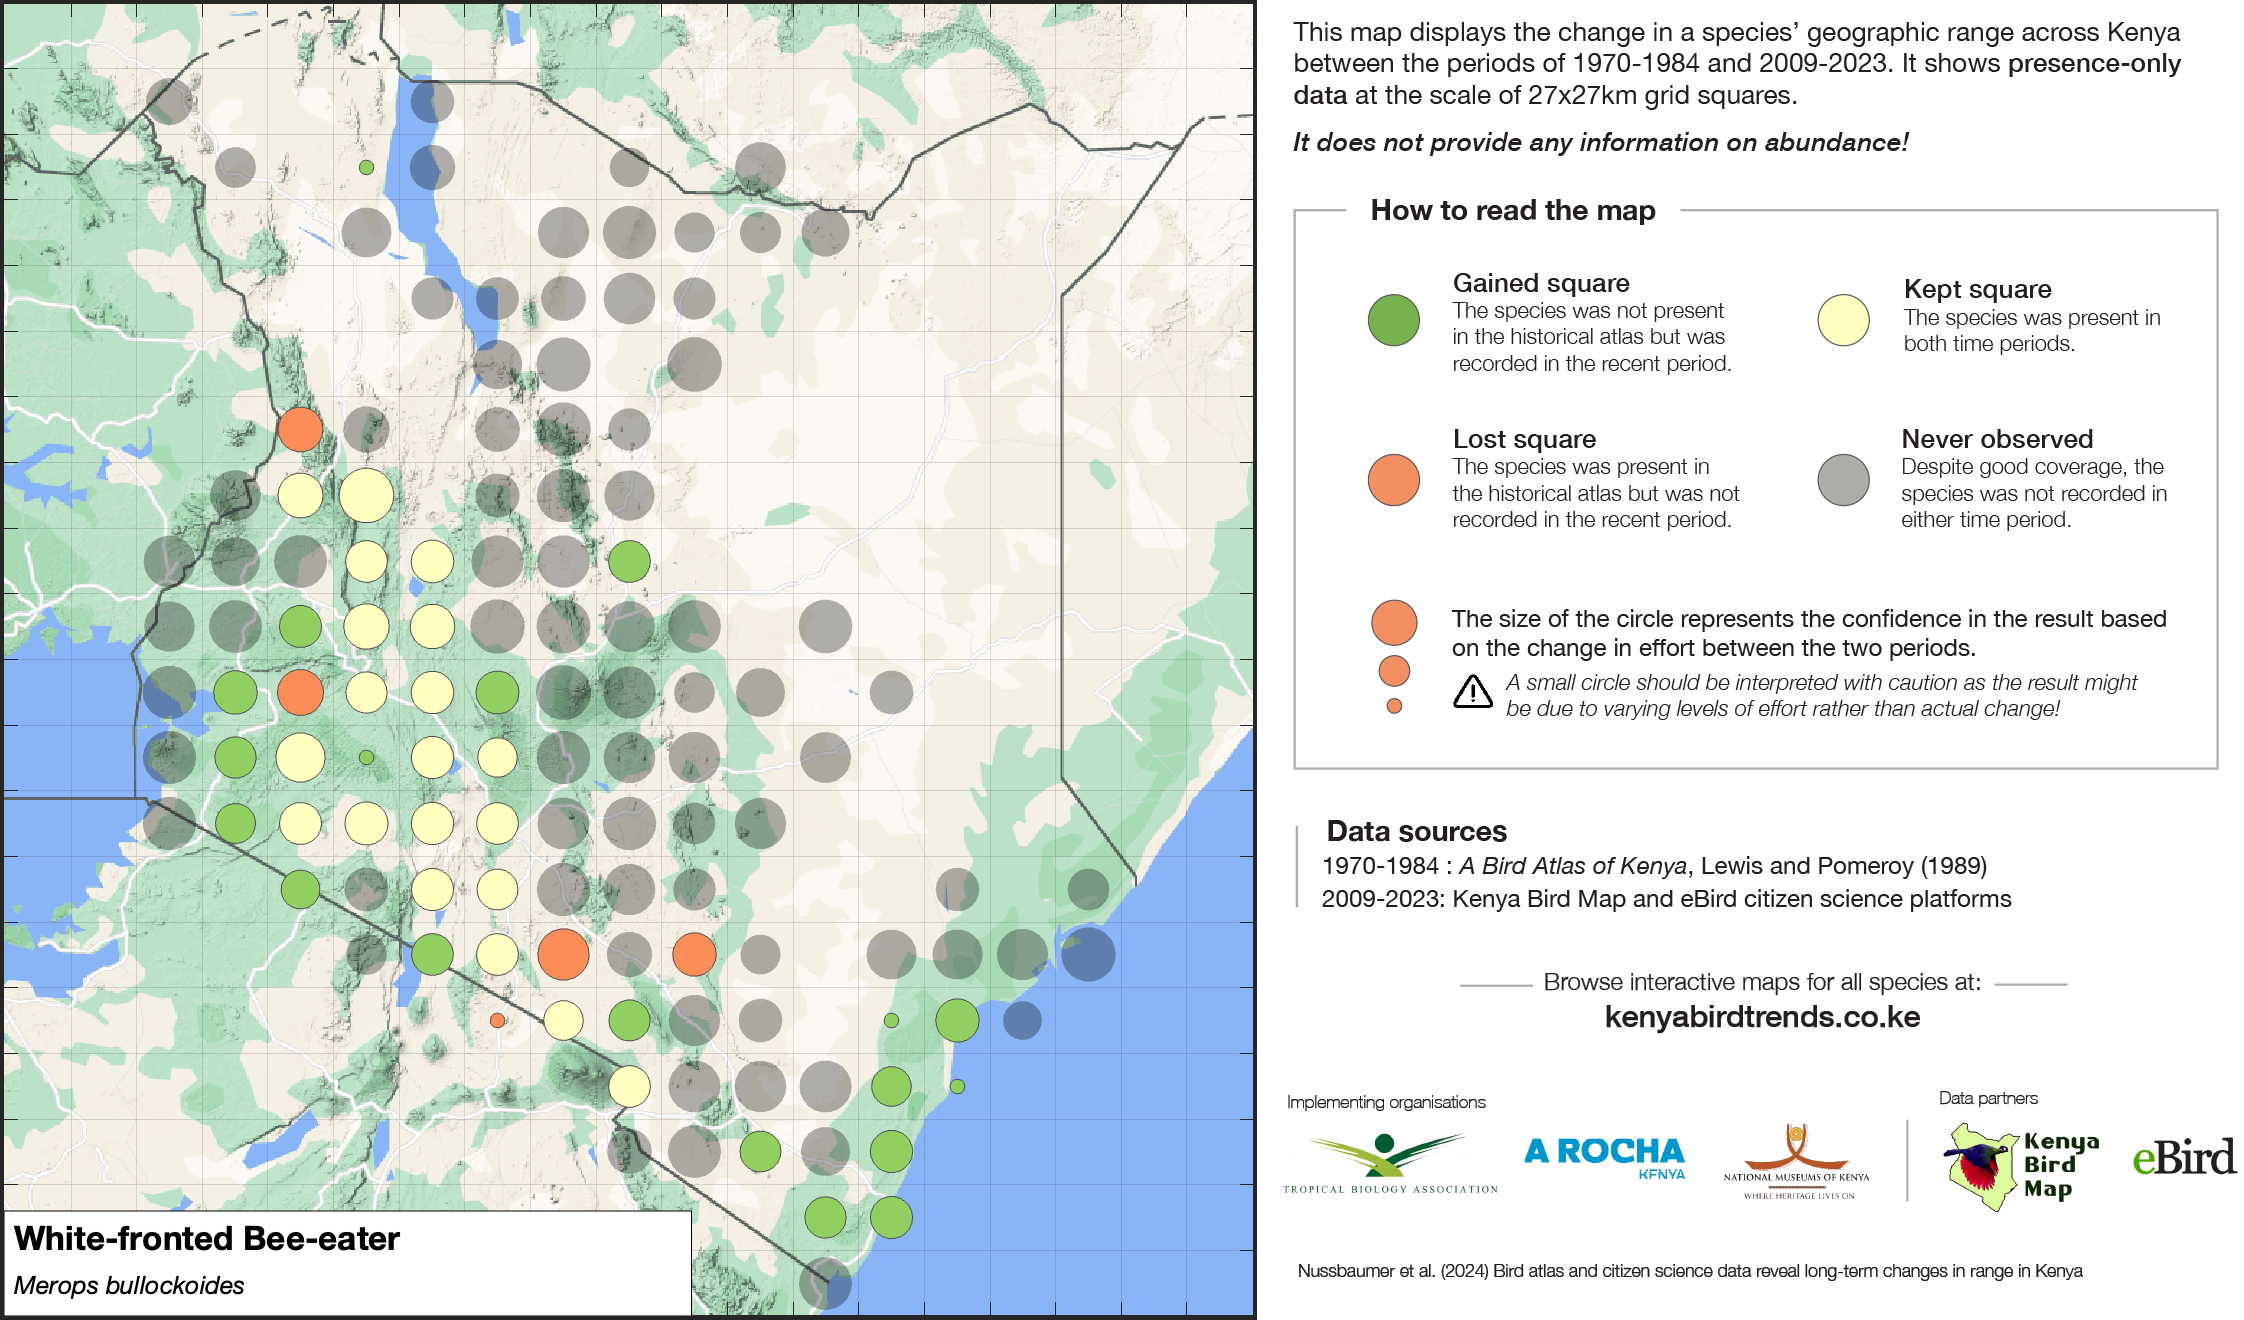 This map displays the change in a species’ geographic range across Kenya
between the periods of 1970-1984 and 2009-2023. It shows presence-only
data at the scale of 27x27km grid squares.
It does not provide any information on abundance!
How to read the map
Gained square
The species was not present
in the historical atlas but was
recorded in the recent period.
Kept square
The species was present in
both time periods.
Lost square
The species was present in
the historical atlas but was not
recorded in the recent period.
Never observed
Despite good coverage, the
species was not recorded in
either time period.
The size of the circle represents the confidence in the result based
on the change in effort between the two periods.
A small circle should be interpreted with caution as the result might
be due to varying levels of effort rather than actual change!
Data sources
1970-1984 : A Bird Atlas of Kenya, Lewis and Pomeroy (1989)
2009-2023: Kenya Bird Map and eBird citizen science platforms
Browse interactive maps for all species at:
kenyabirdtrends.co.ke
Implementing organisations
Data partners
TROPICAL BIOLOGY ASSOCIATION
A ROCHA
KENYA
NATIONAL MUSEUMS OF KENYA
WHERE HERITAGE LIVES ON
Kenya
Bird
Map
eBird
Nussbaumer et al. (2024) Bird atlas and citizen science data reveal long-term changes in range in Kenya
White-fronted Bee-eater
Merops bullockoides